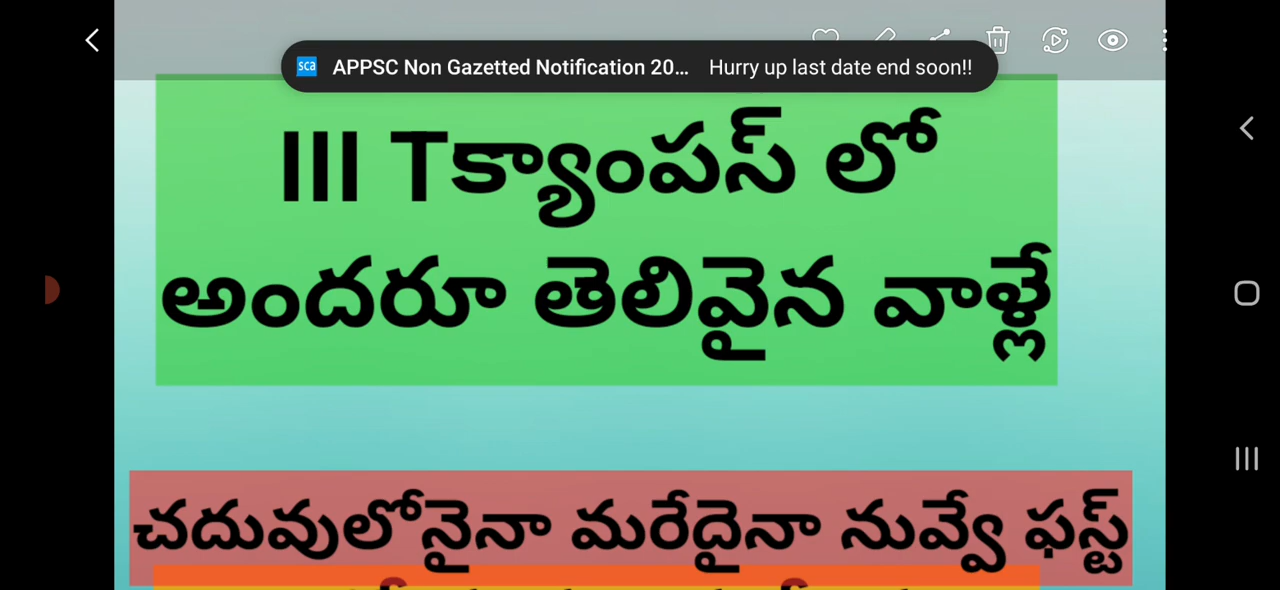 APPSC Non Gazetted Notification 20... Hurry up last date end soon!!
III Tక్యాంపస్ లో
అందరూ తెలివైన వాళ్లే
చదువులోనైనా మరేదైనా నువ్వే ఫస్ట్